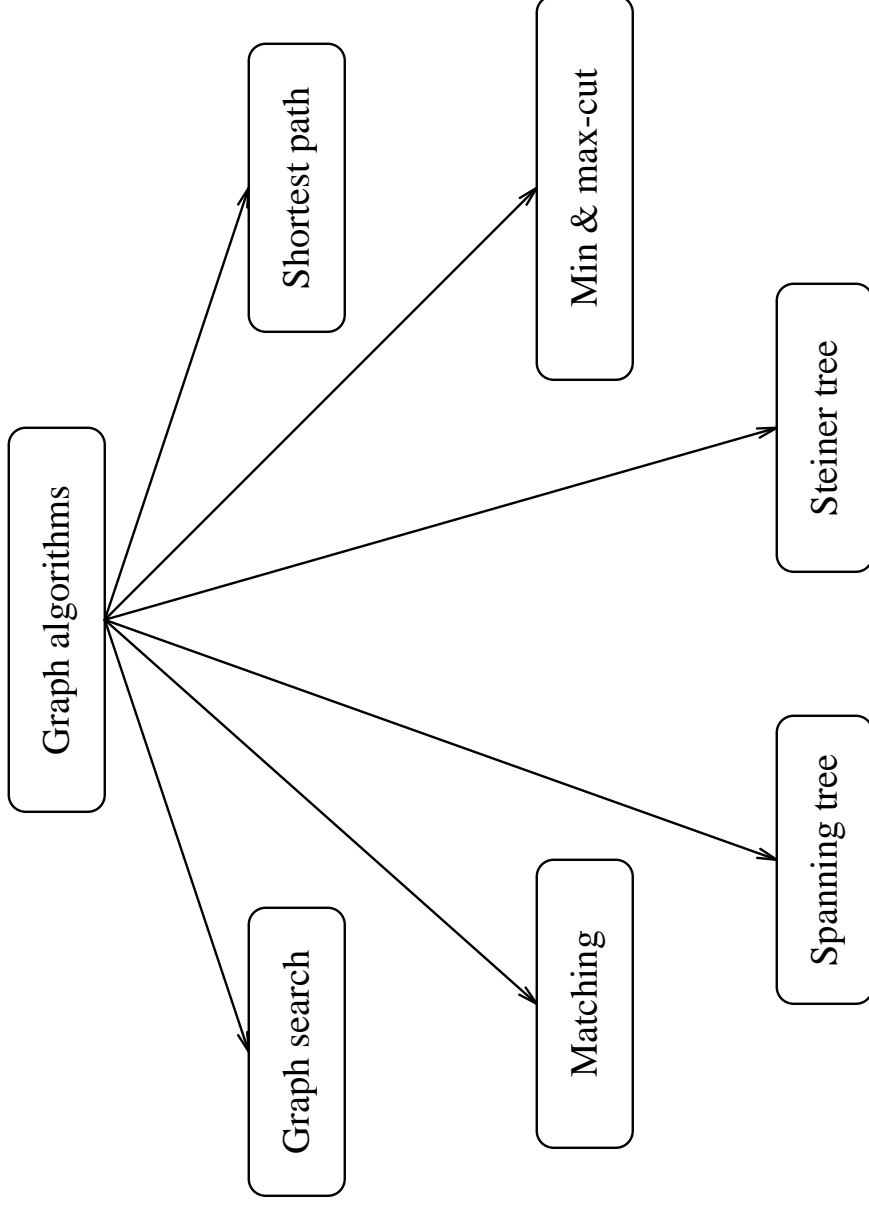 Graph algorithms
Graph search
Shortest path
Matching
Min & max-cut
Spanning tree
Steiner tree